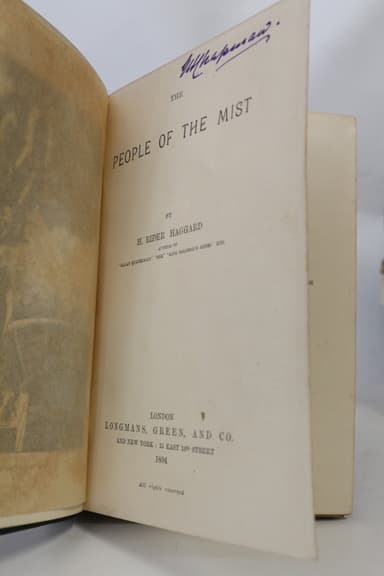 THE
PEOPLE OF THE MIST
BY
H. RIDER HAGGARD
AUTHOR OF
"ALLAN QUATERMAIN" "SHE" "KING SOLOMON'S MINES" ETC.
LONDON
LONGMANS, GREEN, AND CO.
AND NEW YORK : 15 EAST 16th STREET
1894
All rights reserved